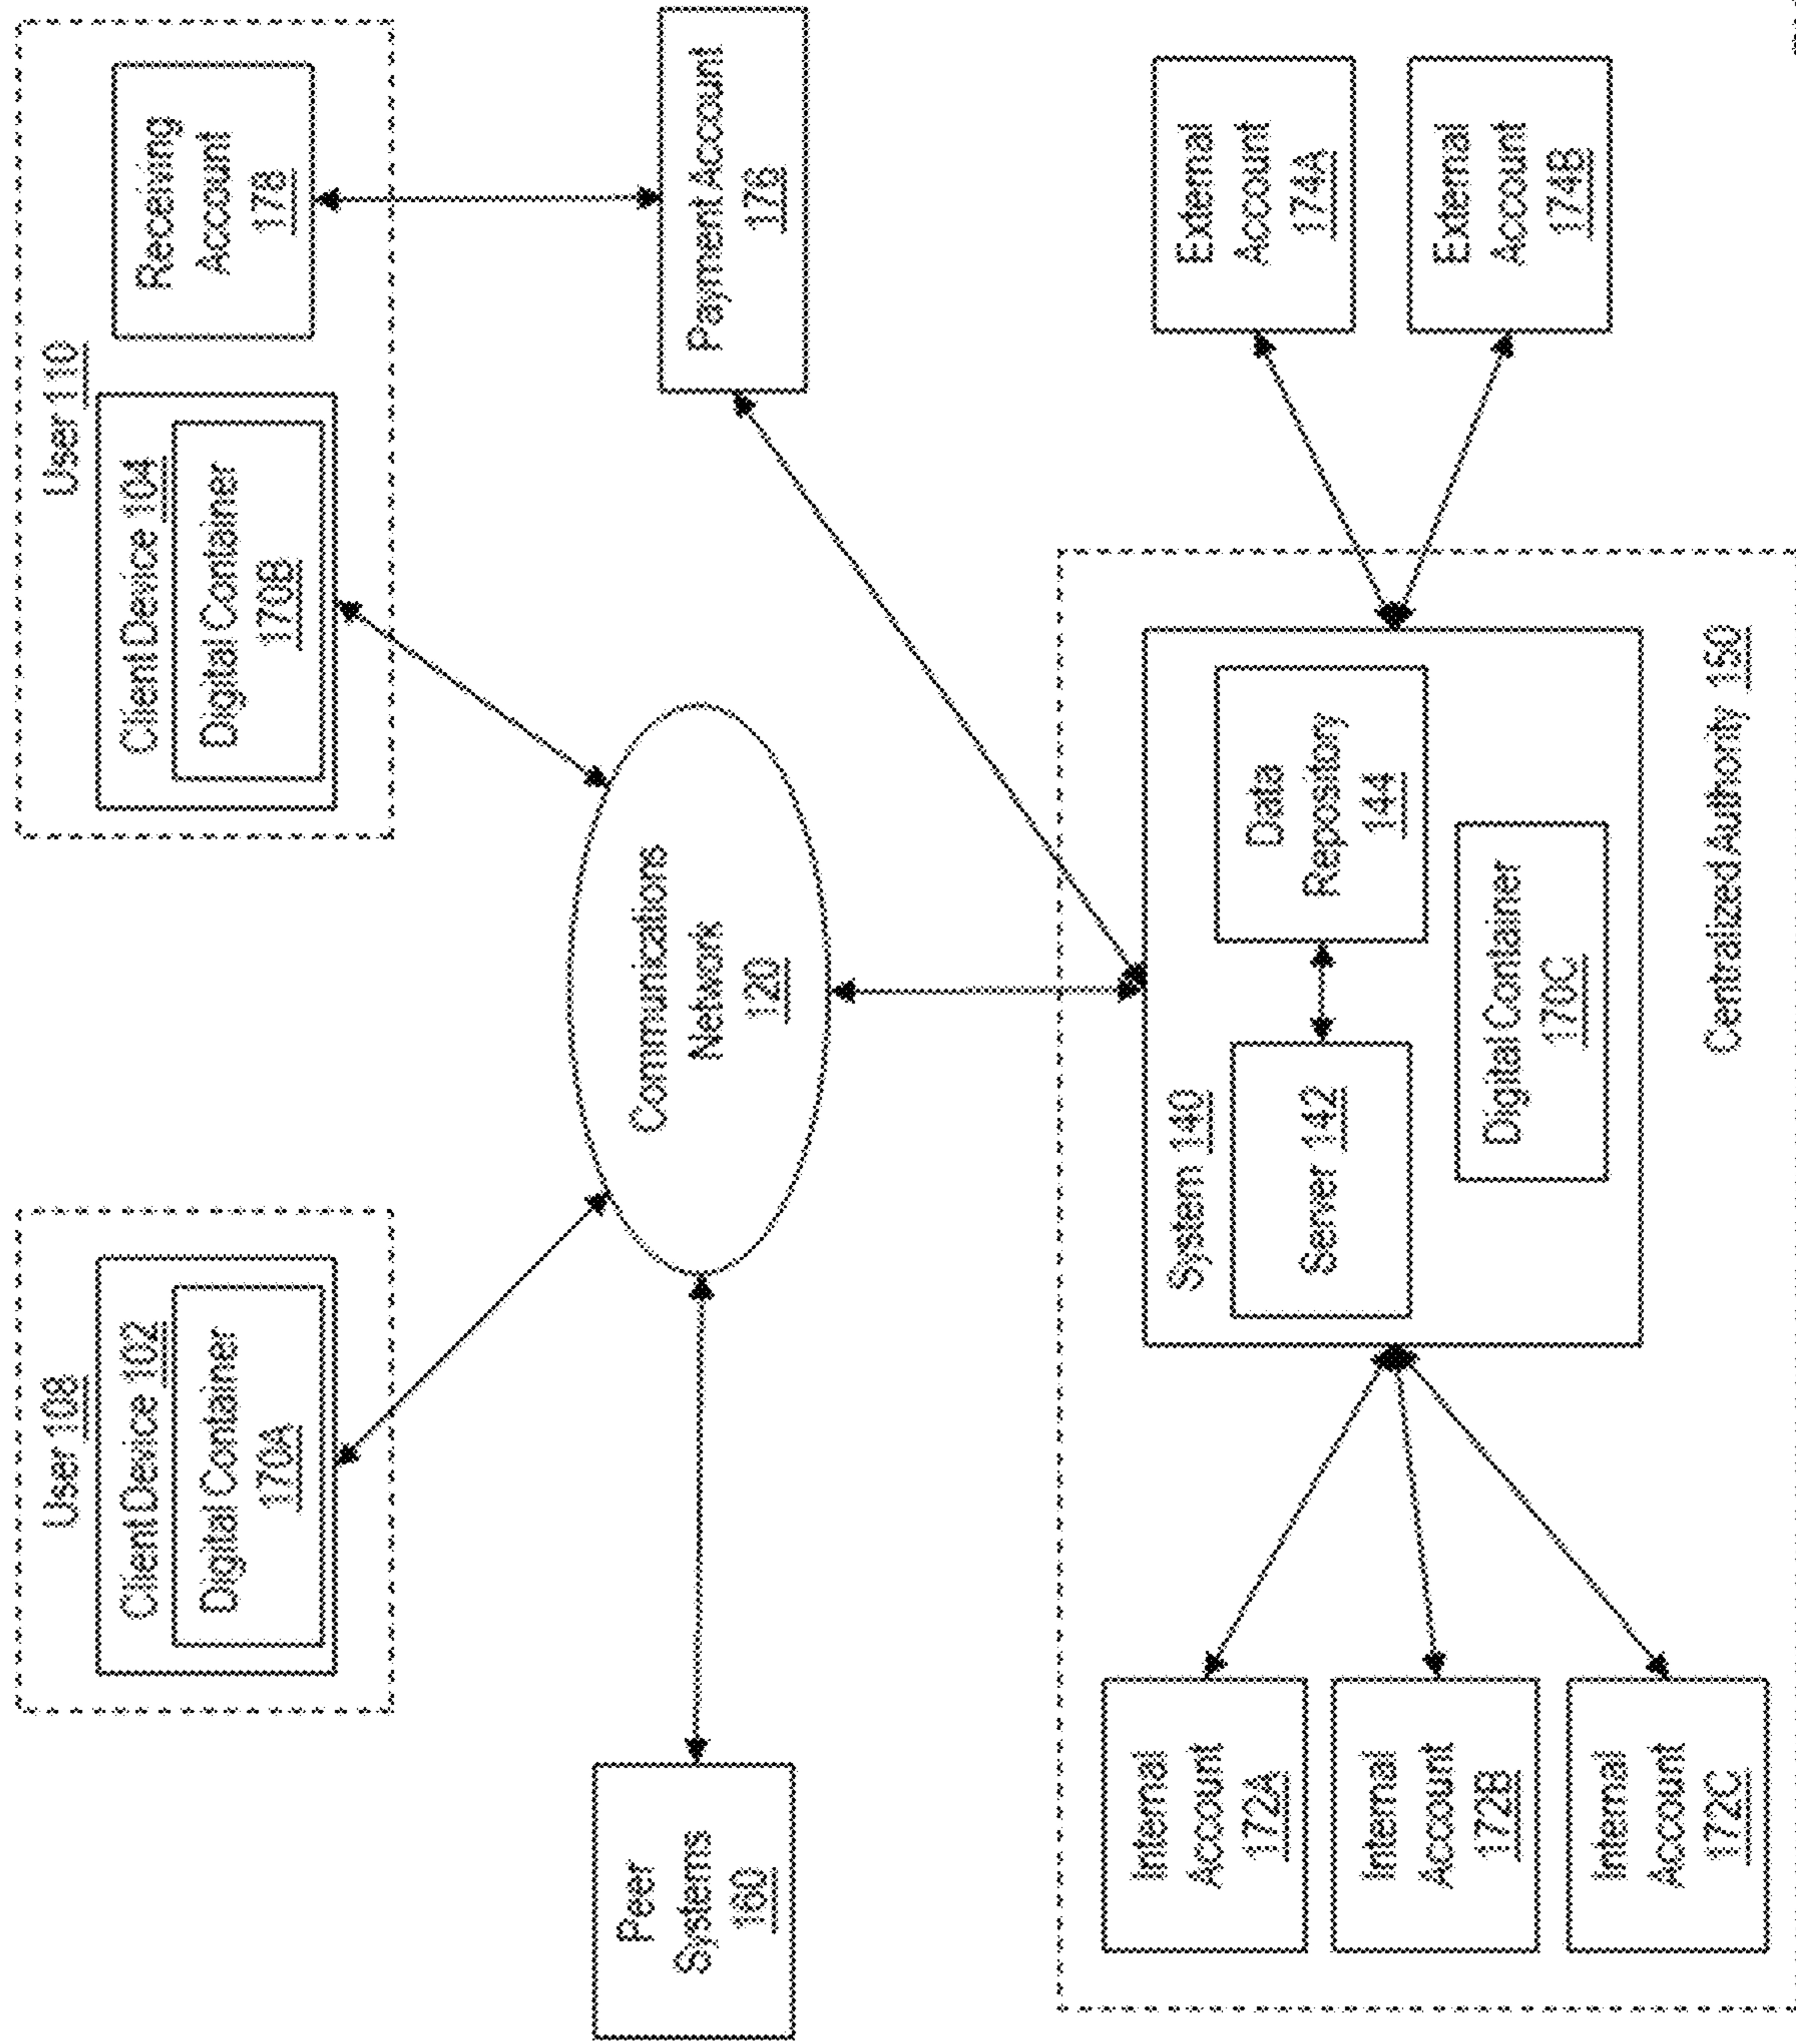 User 108
Client Device 102
Digital Container
170A
User 110
Client Device 104
Digital Container
170B
Receiving
Account
178
Peer
Systems
160
Communications
Network
120
Payment Account
176
Internal
Account
172A
Internal
Account
172B
Internal
Account
172C
System 140
Server 142
Data
Repository
144
Digital Container
170C
Centralized Authority 150
External
Account
174A
External
Account
174B